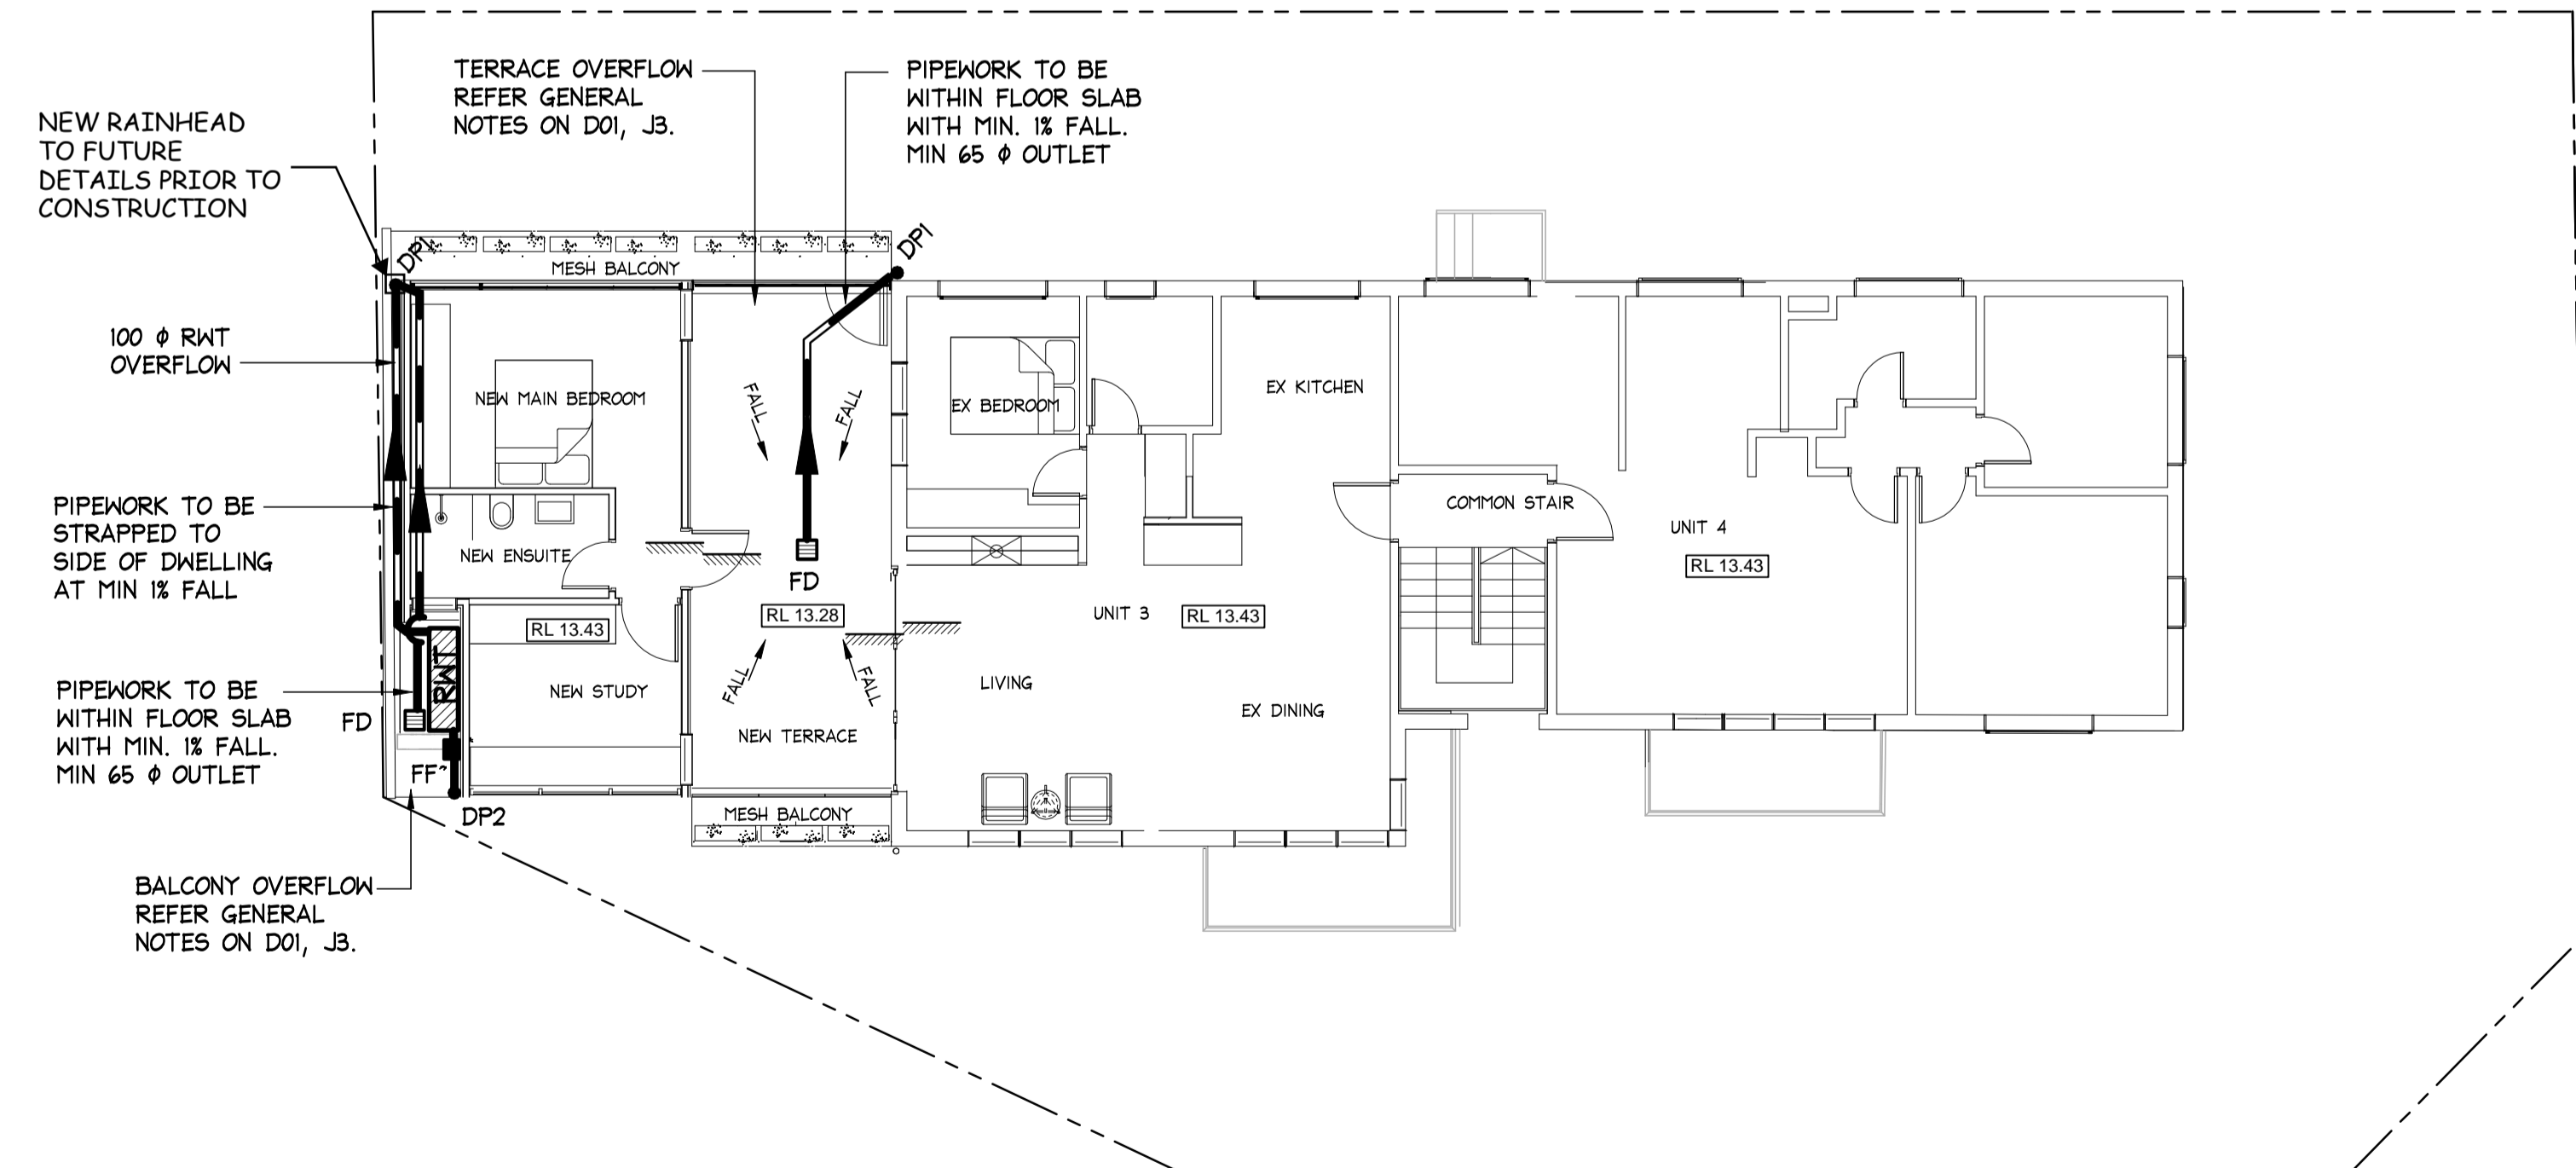 TERRACE OVERFLOW
REFER GENERAL
NOTES ON D01, J3.
PIPEWORK TO BE
WITHIN FLOOR SLAB
WITH MIN. 1% FALL.
MIN 65 ϕ OUTLET
NEW RAINHEAD
TO FUTURE
DETAILS PRIOR TO
CONSTRUCTION
DP1
DP1
MESH BALCONY
100 ϕ RWT
OVERFLOW
NEW MAIN BEDROOM
FALL
FALL
EX BEDROOM
EX KITCHEN
PIPEWORK TO BE
STRAPPED TO
SIDE OF DWELLING
AT MIN 1% FALL
NEW ENSUITE
COMMON STAIR
UNIT 4
RL 13.43
FD
RL 13.28
RL 13.43
UNIT 3
RL 13.43
PIPEWORK TO BE
WITHIN FLOOR SLAB
WITH MIN. 1% FALL.
MIN 65 ϕ OUTLET
FD
RWT
NEW STUDY
FALL
FALL
LIVING
EX DINING
NEW TERRACE
FF
DP2
MESH BALCONY
BALCONY OVERFLOW
REFER GENERAL
NOTES ON D01, J3.